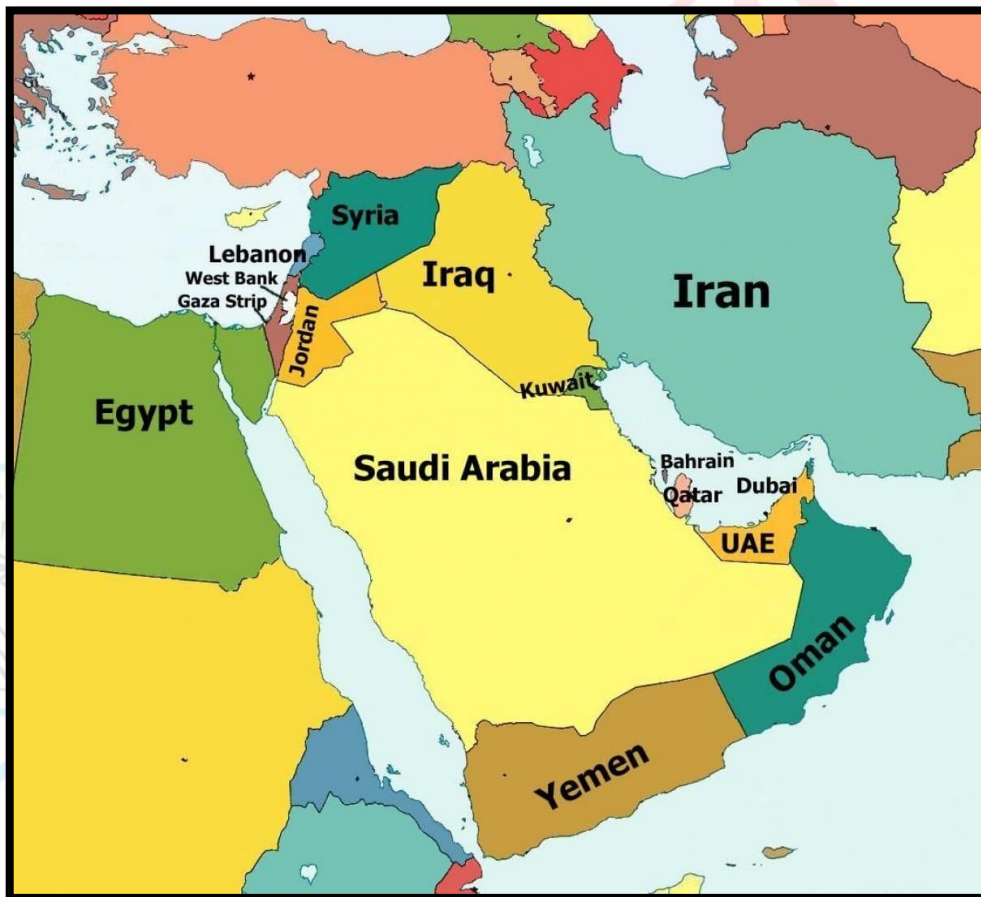 Syria
Lebanon
West Bank
Gaza Strip
Iraq
Iran
Jordan
Kuwait
Egypt
Saudi Arabia
Bahrain
Qatar
Dubai
UAE
Oman
Yemen